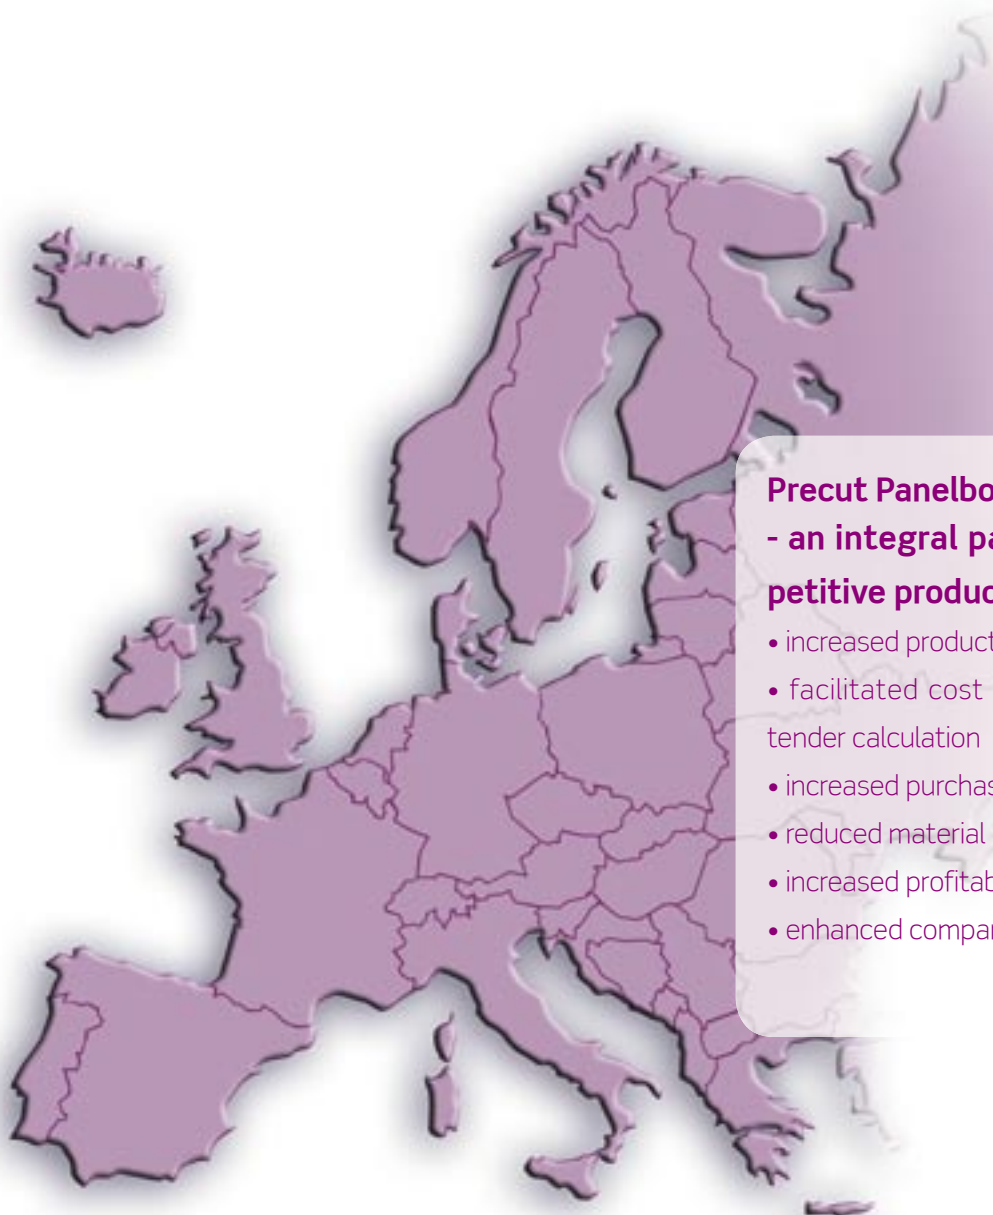 Precut Panelbo
- an integral pa
petitive produc
• increased product
• facilitated cost
tender calculation
• increased purchas
• reduced material
• increased profitab
• enhanced compar